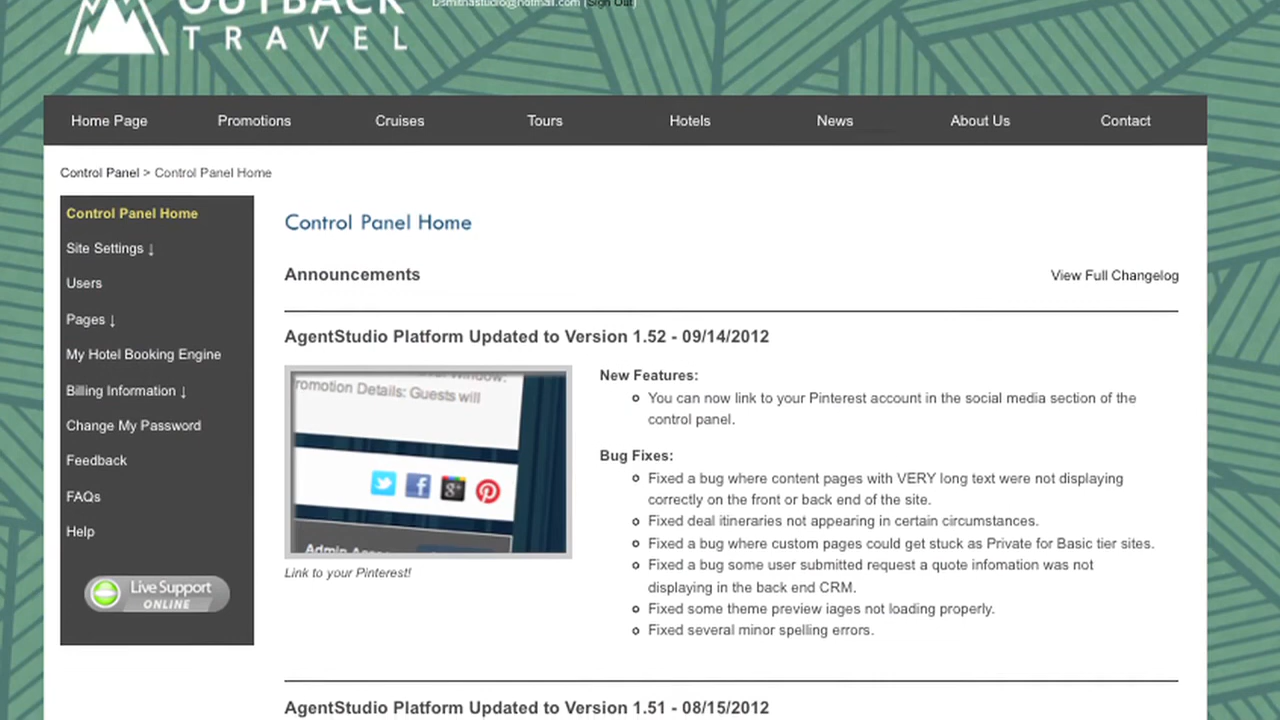 OUTBACK
TRAVEL
Dsmithastudio@hotmail.com (Sign Out)
Home Page Promotions Cruises Tours Hotels News About Us Contact
Control Panel > Control Panel Home
Control Panel Home
Site Settings ↓
Users
Pages ↓
My Hotel Booking Engine
Billing Information ↓
Change My Password
Feedback
FAQs
Help
Live Support
ONLINE
Control Panel Home
Announcements
View Full Changelog
AgentStudio Platform Updated to Version 1.52 - 09/14/2012
romotion Details: Guests will
Link to your Pinterest!
New Features:
You can now link to your Pinterest account in the social media section of the
control panel.
Bug Fixes:
Fixed a bug where content pages with VERY long text were not displaying
correctly on the front or back end of the site.
Fixed deal itineraries not appearing in certain circumstances.
Fixed a bug where custom pages could get stuck as Private for Basic tier sites.
Fixed a bug some user submitted request a quote infomation was not
displaying in the back end CRM.
Fixed some theme preview iages not loading properly.
Fixed several minor spelling errors.
AgentStudio Platform Updated to Version 1.51 - 08/15/2012